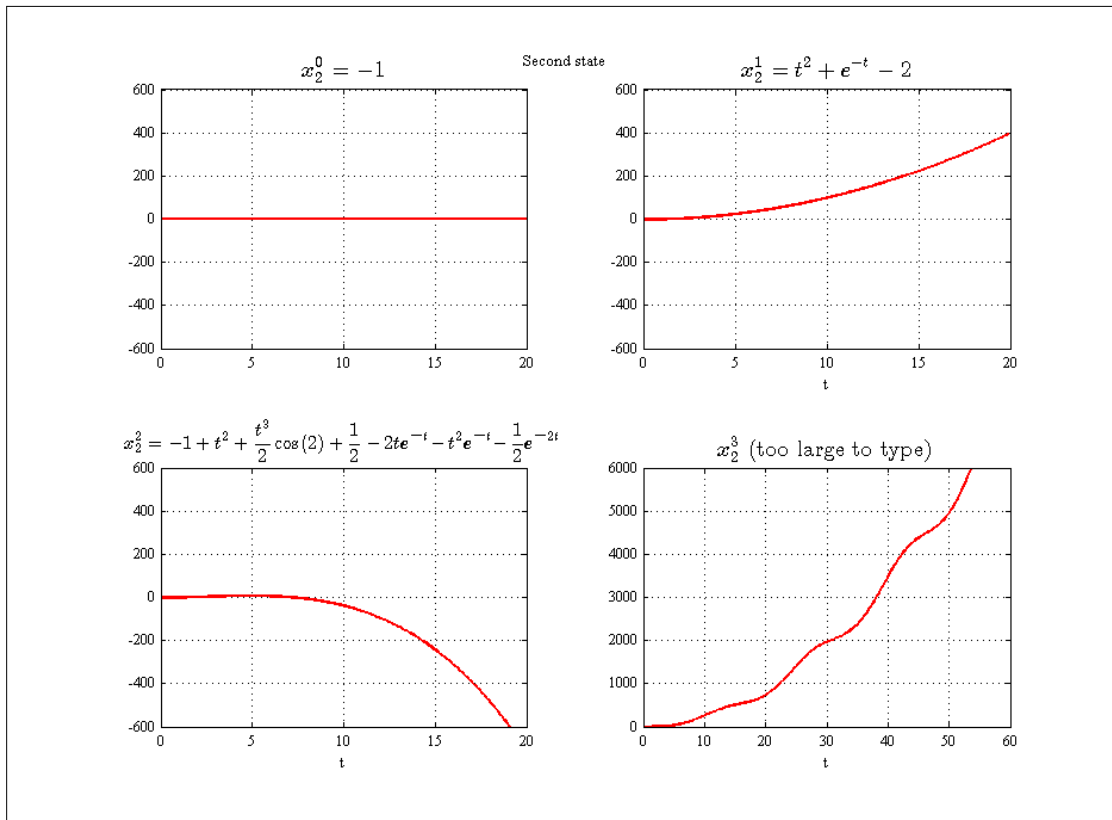 Second state
x_2^0 = -1
600
400
200
0
-200
-400
-600
0 5 10 15 20
x_2^1 = t^2 + e^{-t} - 2
600
400
200
0
-200
-400
-600
0 5 10 15 20
t
x_2^2 = -1 + t^2 + \frac{t^3}{2} cos(2) + \frac{1}{2} - 2te^{-t} - t^2 e^{-t} - \frac{1}{2} e^{-2t}
600
400
200
0
-200
-400
-600
0 5 10 15 20
t
x_2^3 (too large to type)
6000
5000
4000
3000
2000
1000
0
0 10 20 30 40 50 60
t